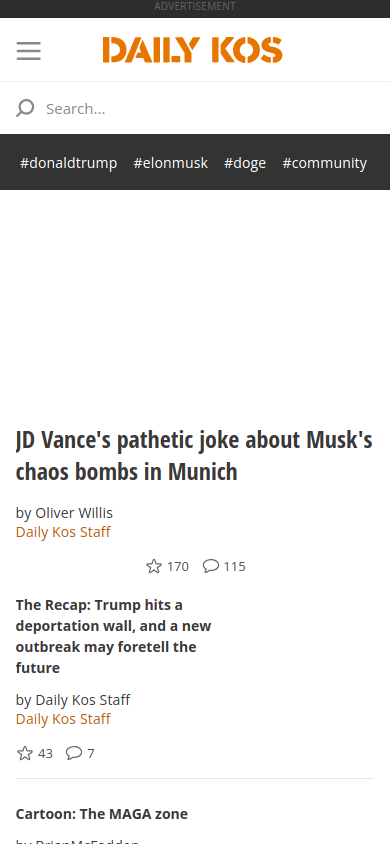 ADVERTISEMENT
DAILY KOS
Search...
#donaldtrump #elonmusk #doge #community
JD Vance's pathetic joke about Musk's
chaos bombs in Munich
by Oliver Willis
Daily Kos Staff
170 115
The Recap: Trump hits a
deportation wall, and a new
outbreak may foretell the
future
by Daily Kos Staff
Daily Kos Staff
43 7
Cartoon: The MAGA zone
by BrianMcFadden